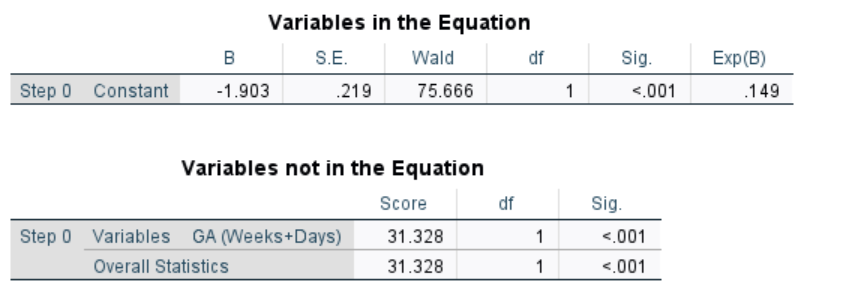 Variables in the Equation
B S.E. Wald df Sig. Exp(B)
Step 0 Constant -1.903 .219 75.666 1 <.001 .149
Variables not in the Equation
Score df Sig.
Step 0 Variables GA (Weeks+Days) 31.328 1 <.001
Overall Statistics 31.328 1 <.001